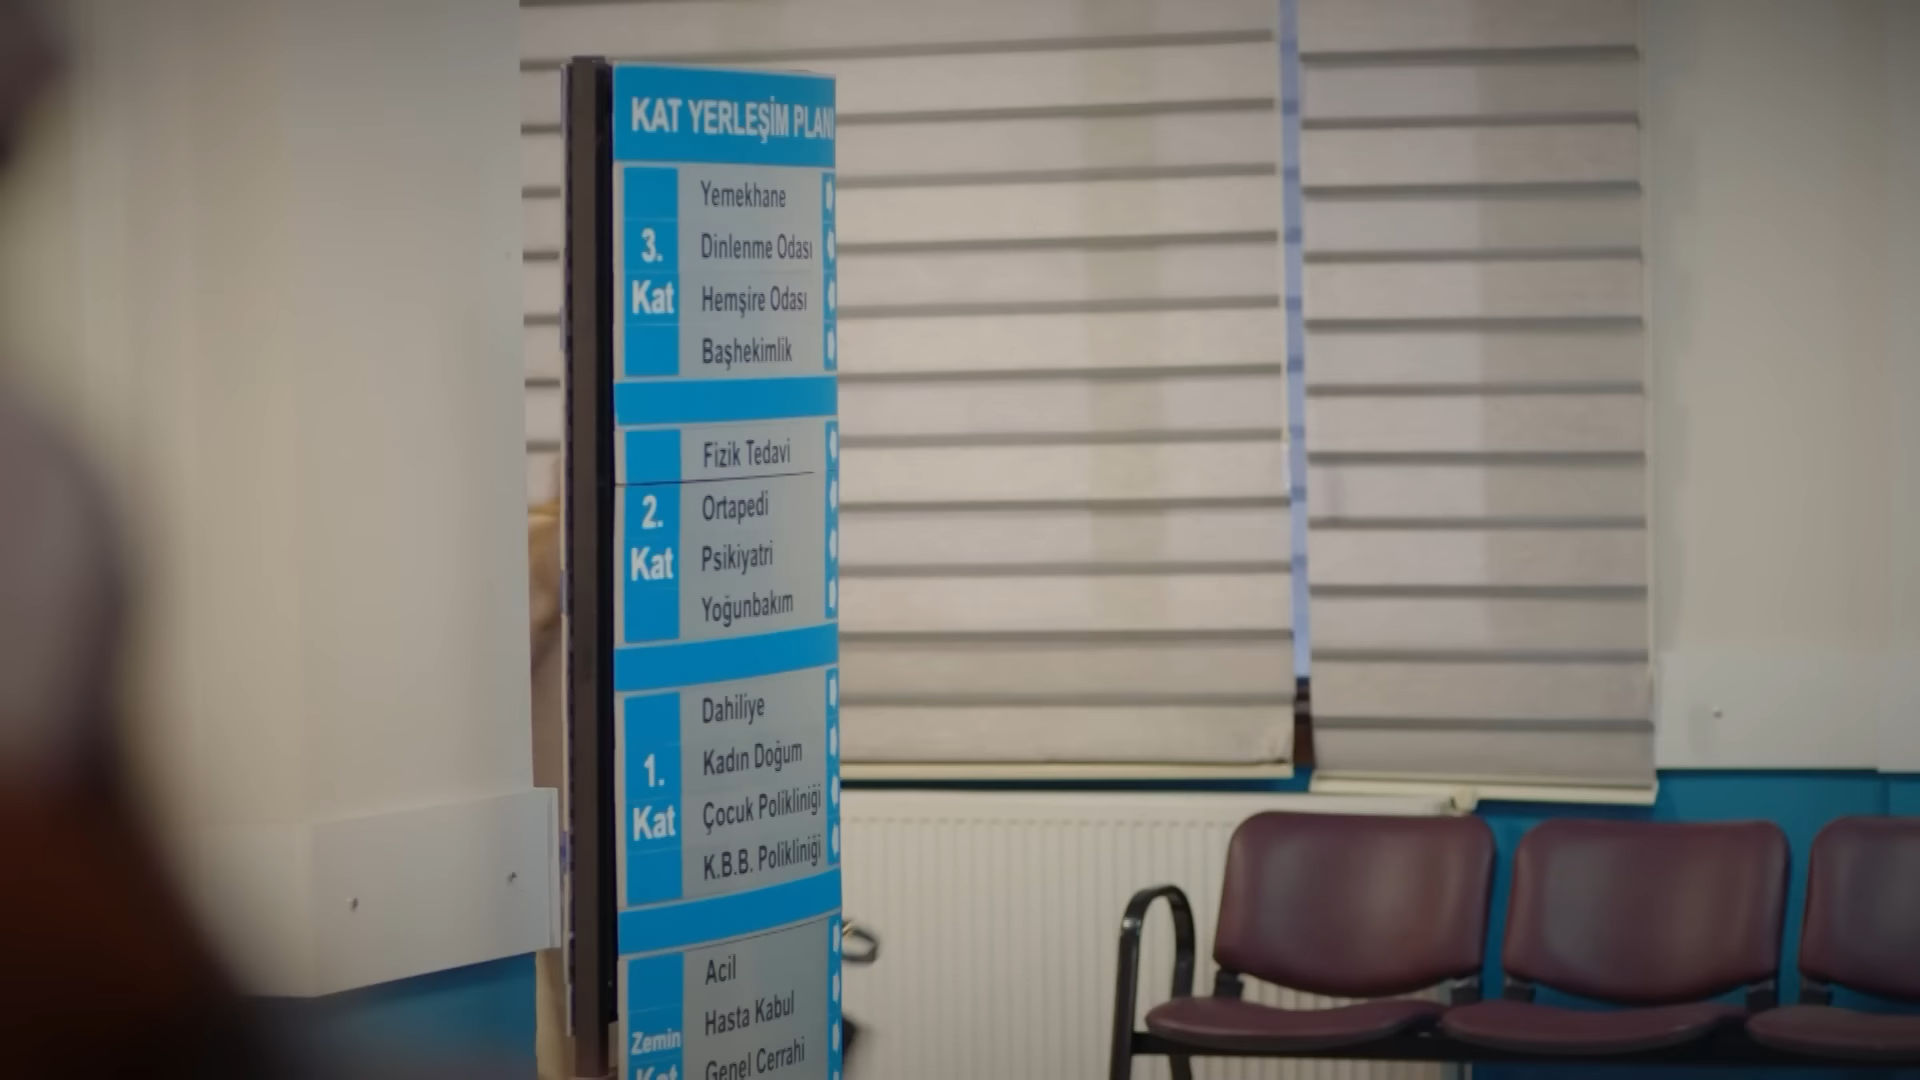 KAT YERLEŞİM PLANI
3. Kat
Yemekhane
Dinlenme Odası
Hemşire Odası
Başhekimlik
2. Kat
Fizik Tedavi
Ortapedi
Psikiyatri
Yoğunbakım
1. Kat
Dahiliye
Kadın Doğum
Çocuk Polikliniği
K.B.B. Polikliniği
Zemin Kat
Acil
Hasta Kabul
Genel Cerrahi